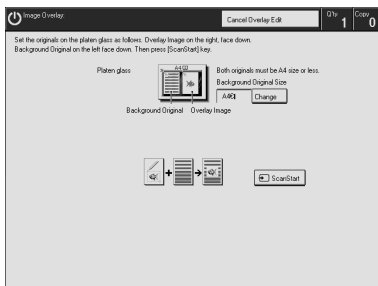 Image Overlay:
Cancel Overlay Edit
Q'ty 1
Copy 0
Set the originals on the platen glass as follows. Overlay Image on the right, face down.
Background Original on the left face down. Then press [ScanStart] key.
Platen glass
A4
Both originals must be A4 size or less.
Background Original Size
A4
Change
Background Original
Overlay Image
ScanStart